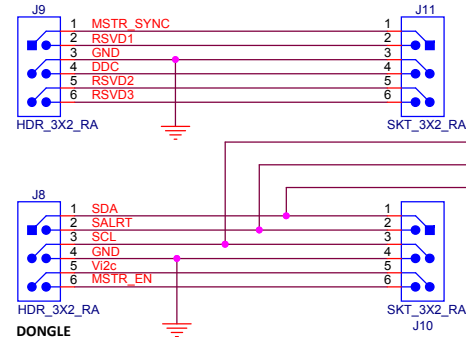 J9 J11
1 MSTR_SYNC 1
2 RSVD1 2
3 GND 3
4 DDC 4
5 RSVD2 5
6 RSVD3 6
HDR_3X2_RA SKT_3X2_RA
J8
1 SDA 1
2 SALRT 2
3 SCL 3
4 GND 4
5 Vi2c 5
6 MSTR_EN 6
HDR_3X2_RA SKT_3X2_RA
DONGLE J10